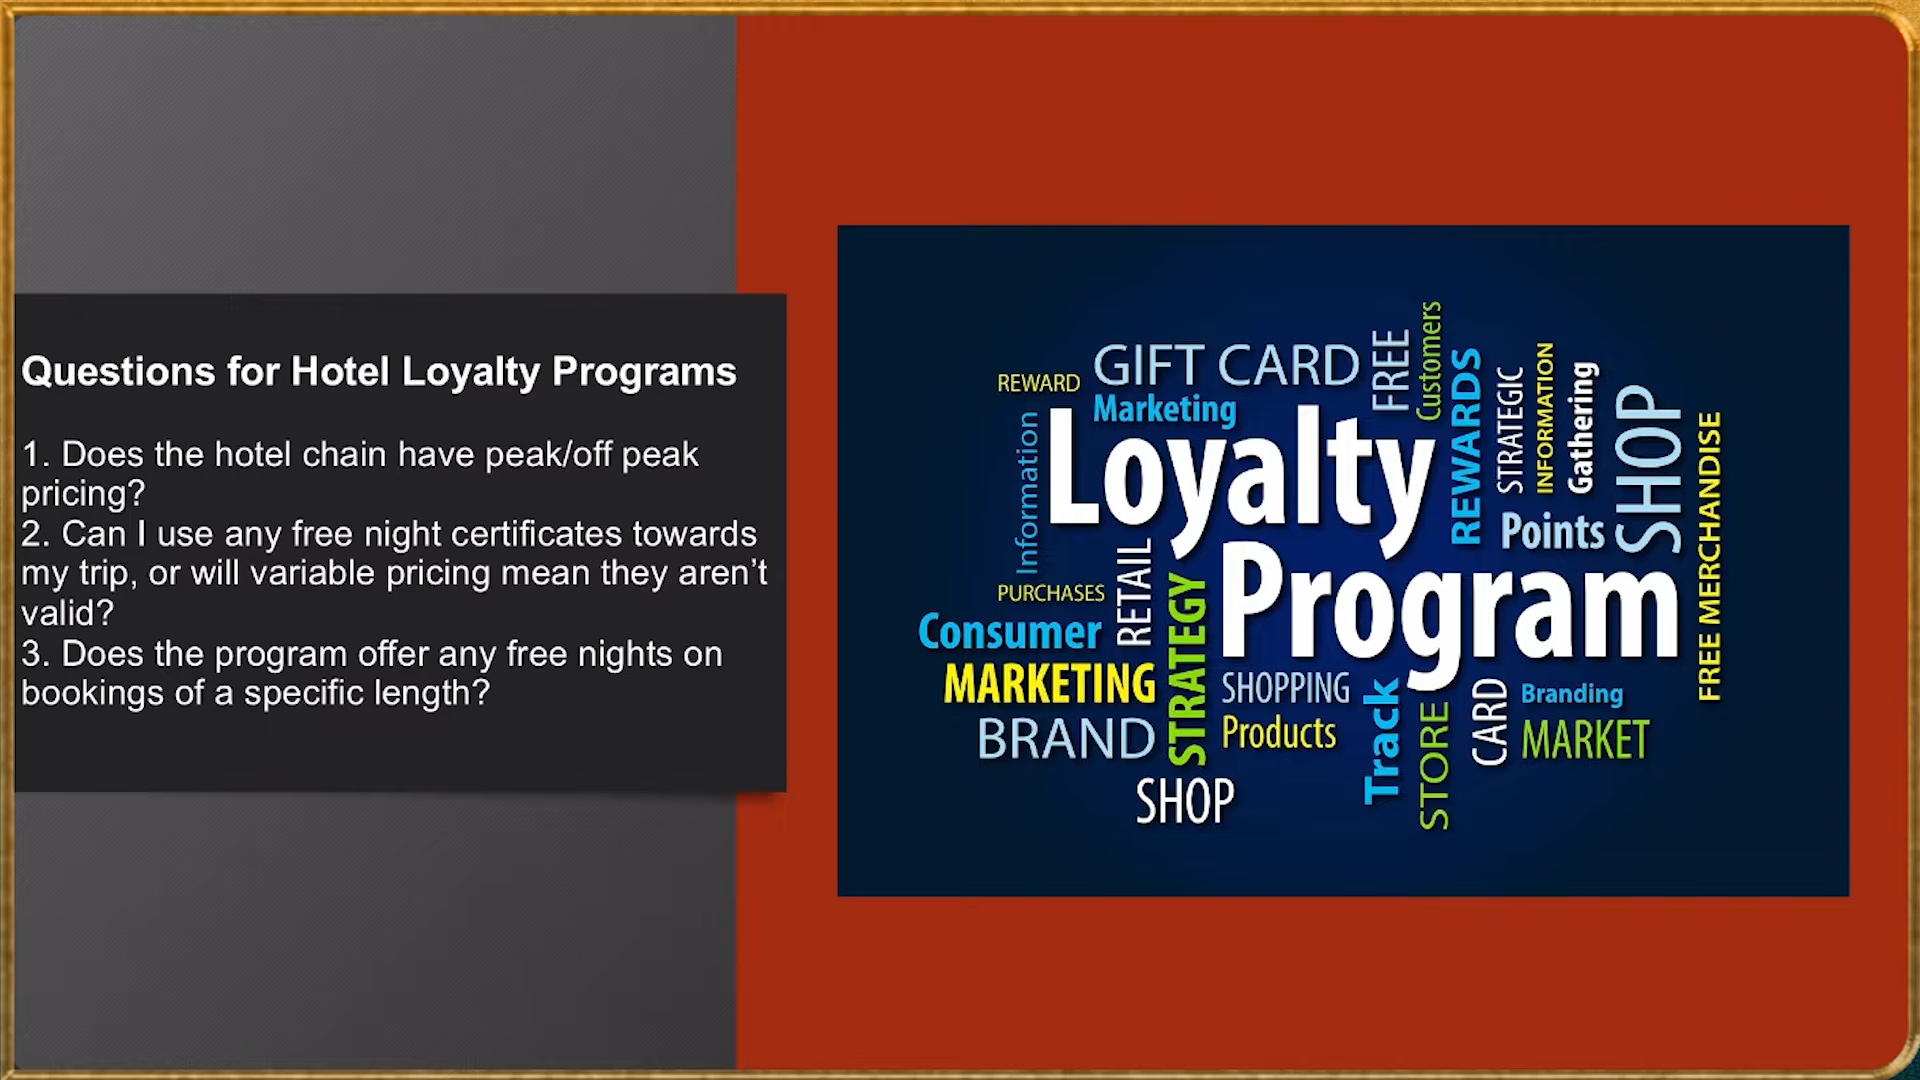 Questions for Hotel Loyalty Programs
1. Does the hotel chain have peak/off peak
pricing?
2. Can I use any free night certificates towards
my trip, or will variable pricing mean they aren’t
valid?
3. Does the program offer any free nights on
bookings of a specific length?
REWARD
GIFT CARD
FREE
Customers
Marketing
Information
Loyalty
REWARDS
STRATEGIC
INFORMATION
Gathering
SHOP
FREE MERCHANDISE
Points
PURCHASES
RETAIL
STRATEGY
Program
Consumer
MARKETING
SHOPPING
Track
CARD
Branding
BRAND
Products
STORE
MARKET
SHOP